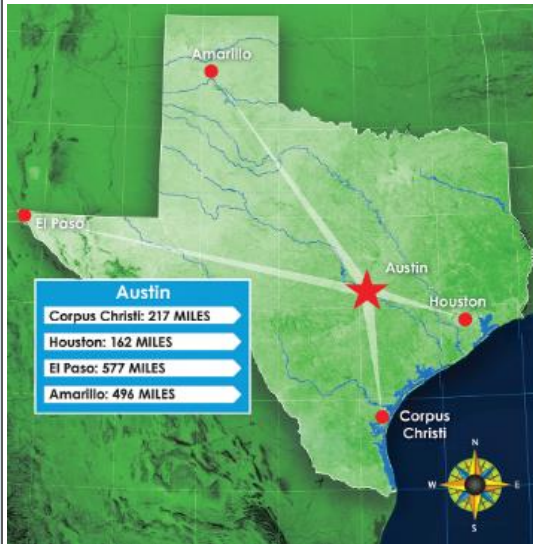 Amarillo
El Paso
Austin
Houston
Austin
Corpus Christi: 217 MILES
Houston: 162 MILES
El Paso: 577 MILES
Amarillo: 496 MILES
Corpus
Christi
N
W
E
S